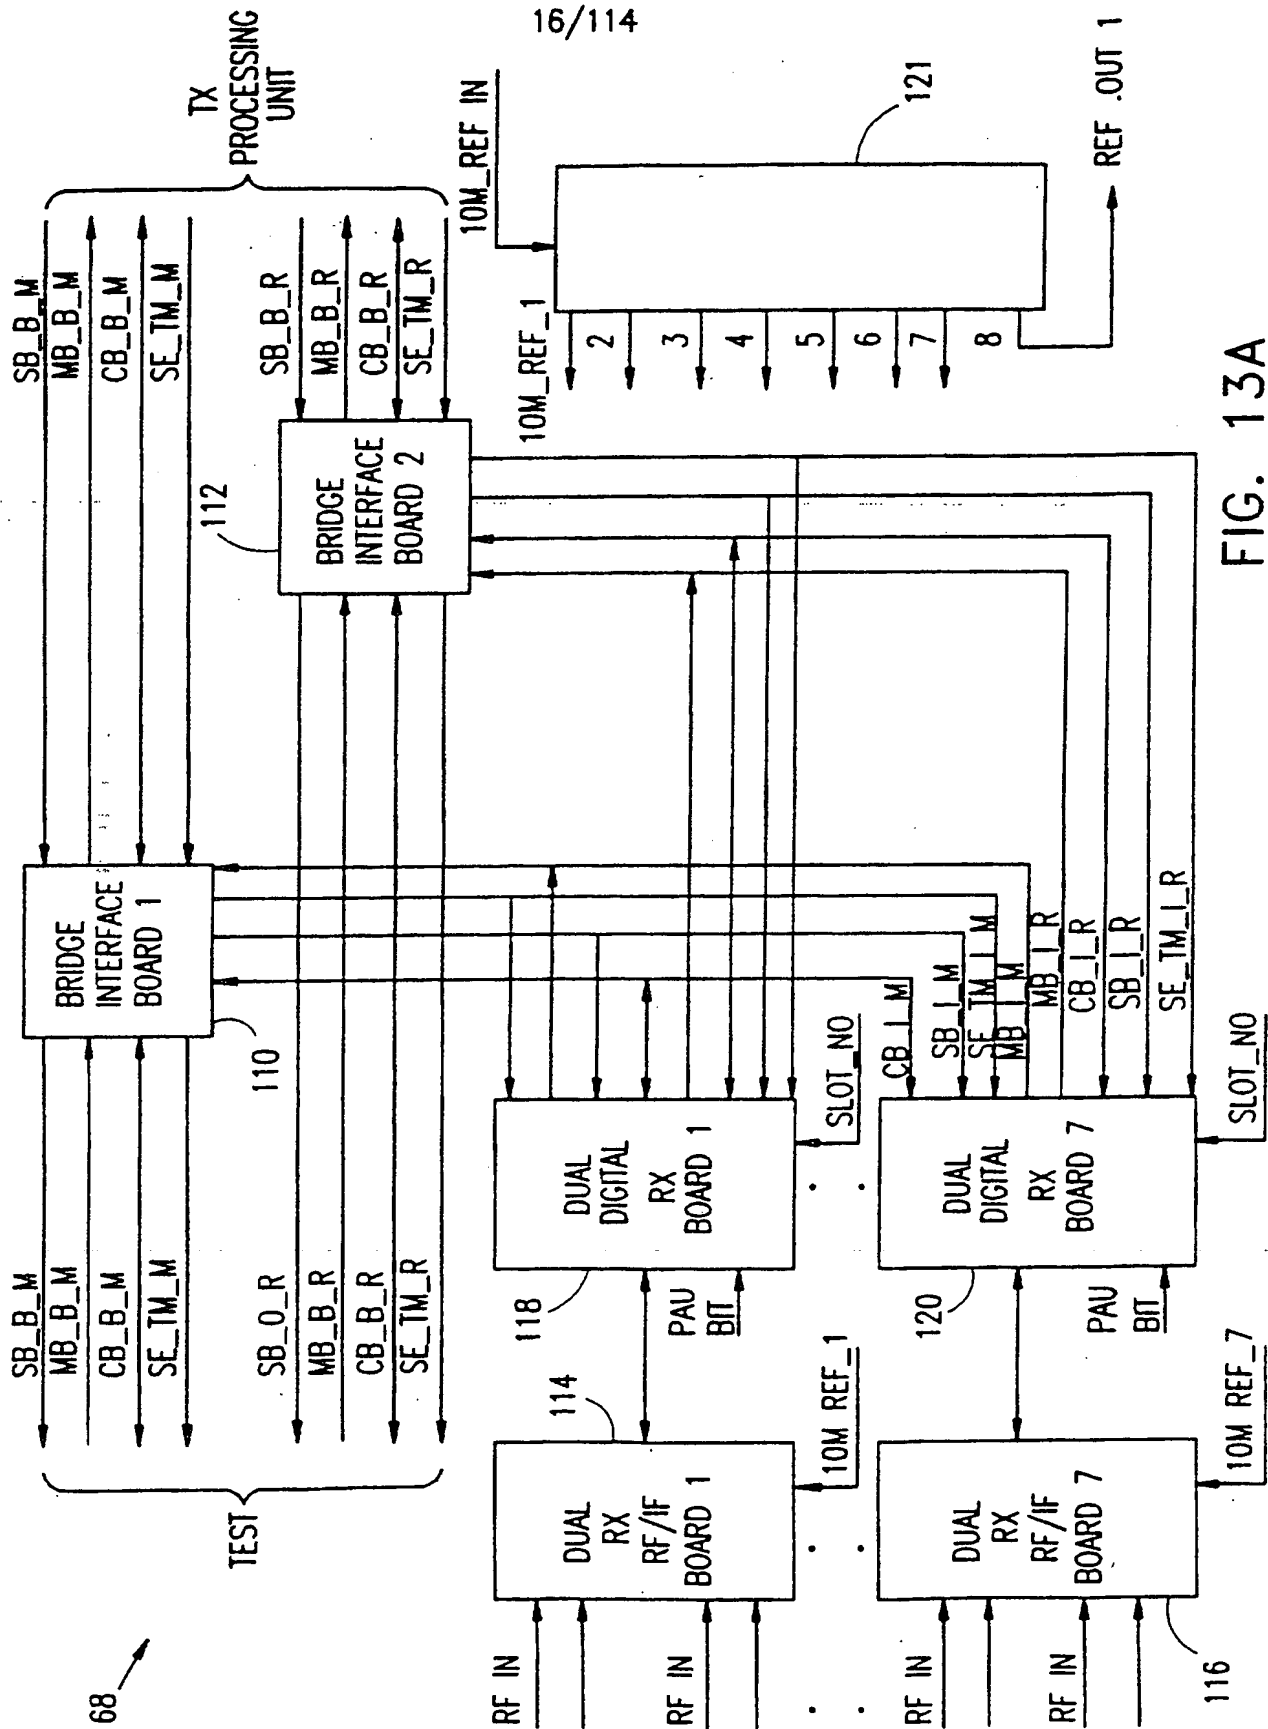 16/114
68
TEST
SB_B_M
MB_B_M
CB_B_M
SE_TM_M
SB_O_R
MB_B_R
CB_B_R
SE_TM_R
BRIDGE
INTERFACE
BOARD 1
110
SB_B_M
MB_B_M
CB_B_M
SE_TM_M
TX
PROCESSING
UNIT
BRIDGE
INTERFACE
BOARD 2
112
SB_B_R
MB_B_R
CB_B_R
SE_TM_R
RF IN
RF IN
DUAL
RX
RF/IF
BOARD 1
114
10M REF_1
DUAL
DIGITAL
RX
BOARD 1
118
PAU
BIT
SLOT_NO
RF IN
RF IN
DUAL
RX
RF/IF
BOARD 7
116
10M REF_7
DUAL
DIGITAL
RX
BOARD 7
120
PAU
BIT
SLOT_NO
CB_I_M
SB_I_M
SE_TM_I_M
MB_I_M
MB_I_R
CB_I_R
SB_I_R
SE_TM_I_R
10M_REF IN
10M_REF_1
2
3
4
5
6
7
8
121
REF .OUT 1
FIG. 13A